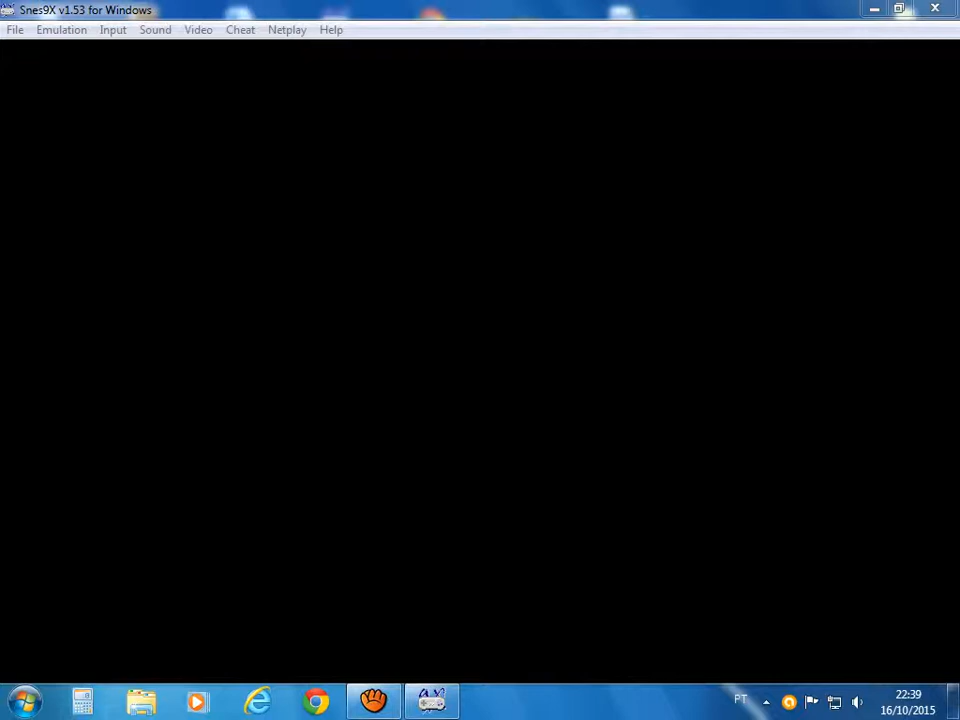 Snes9X v1.53 for Windows
File Emulation Input Sound Video Cheat Netplay Help
PT
22:39
16/10/2015